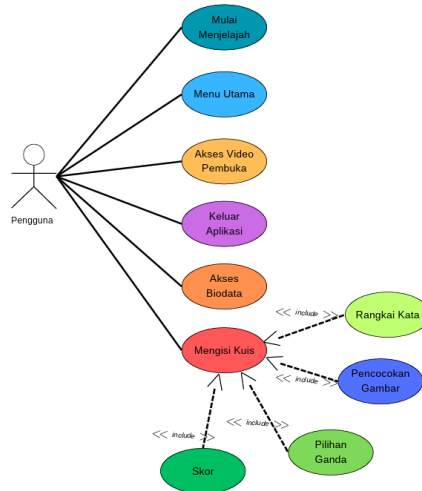 Mulai
Menjelajah
Menu Utama
Akses Video
Pembuka
Pengguna
Keluar
Aplikasi
Akses
Biodata
<< include >>
Rangkai Kata
Mengisi Kuis
<< include >>
Pencocokan
Gambar
<< include >>
<< include >>
Pilihan
Ganda
Skor